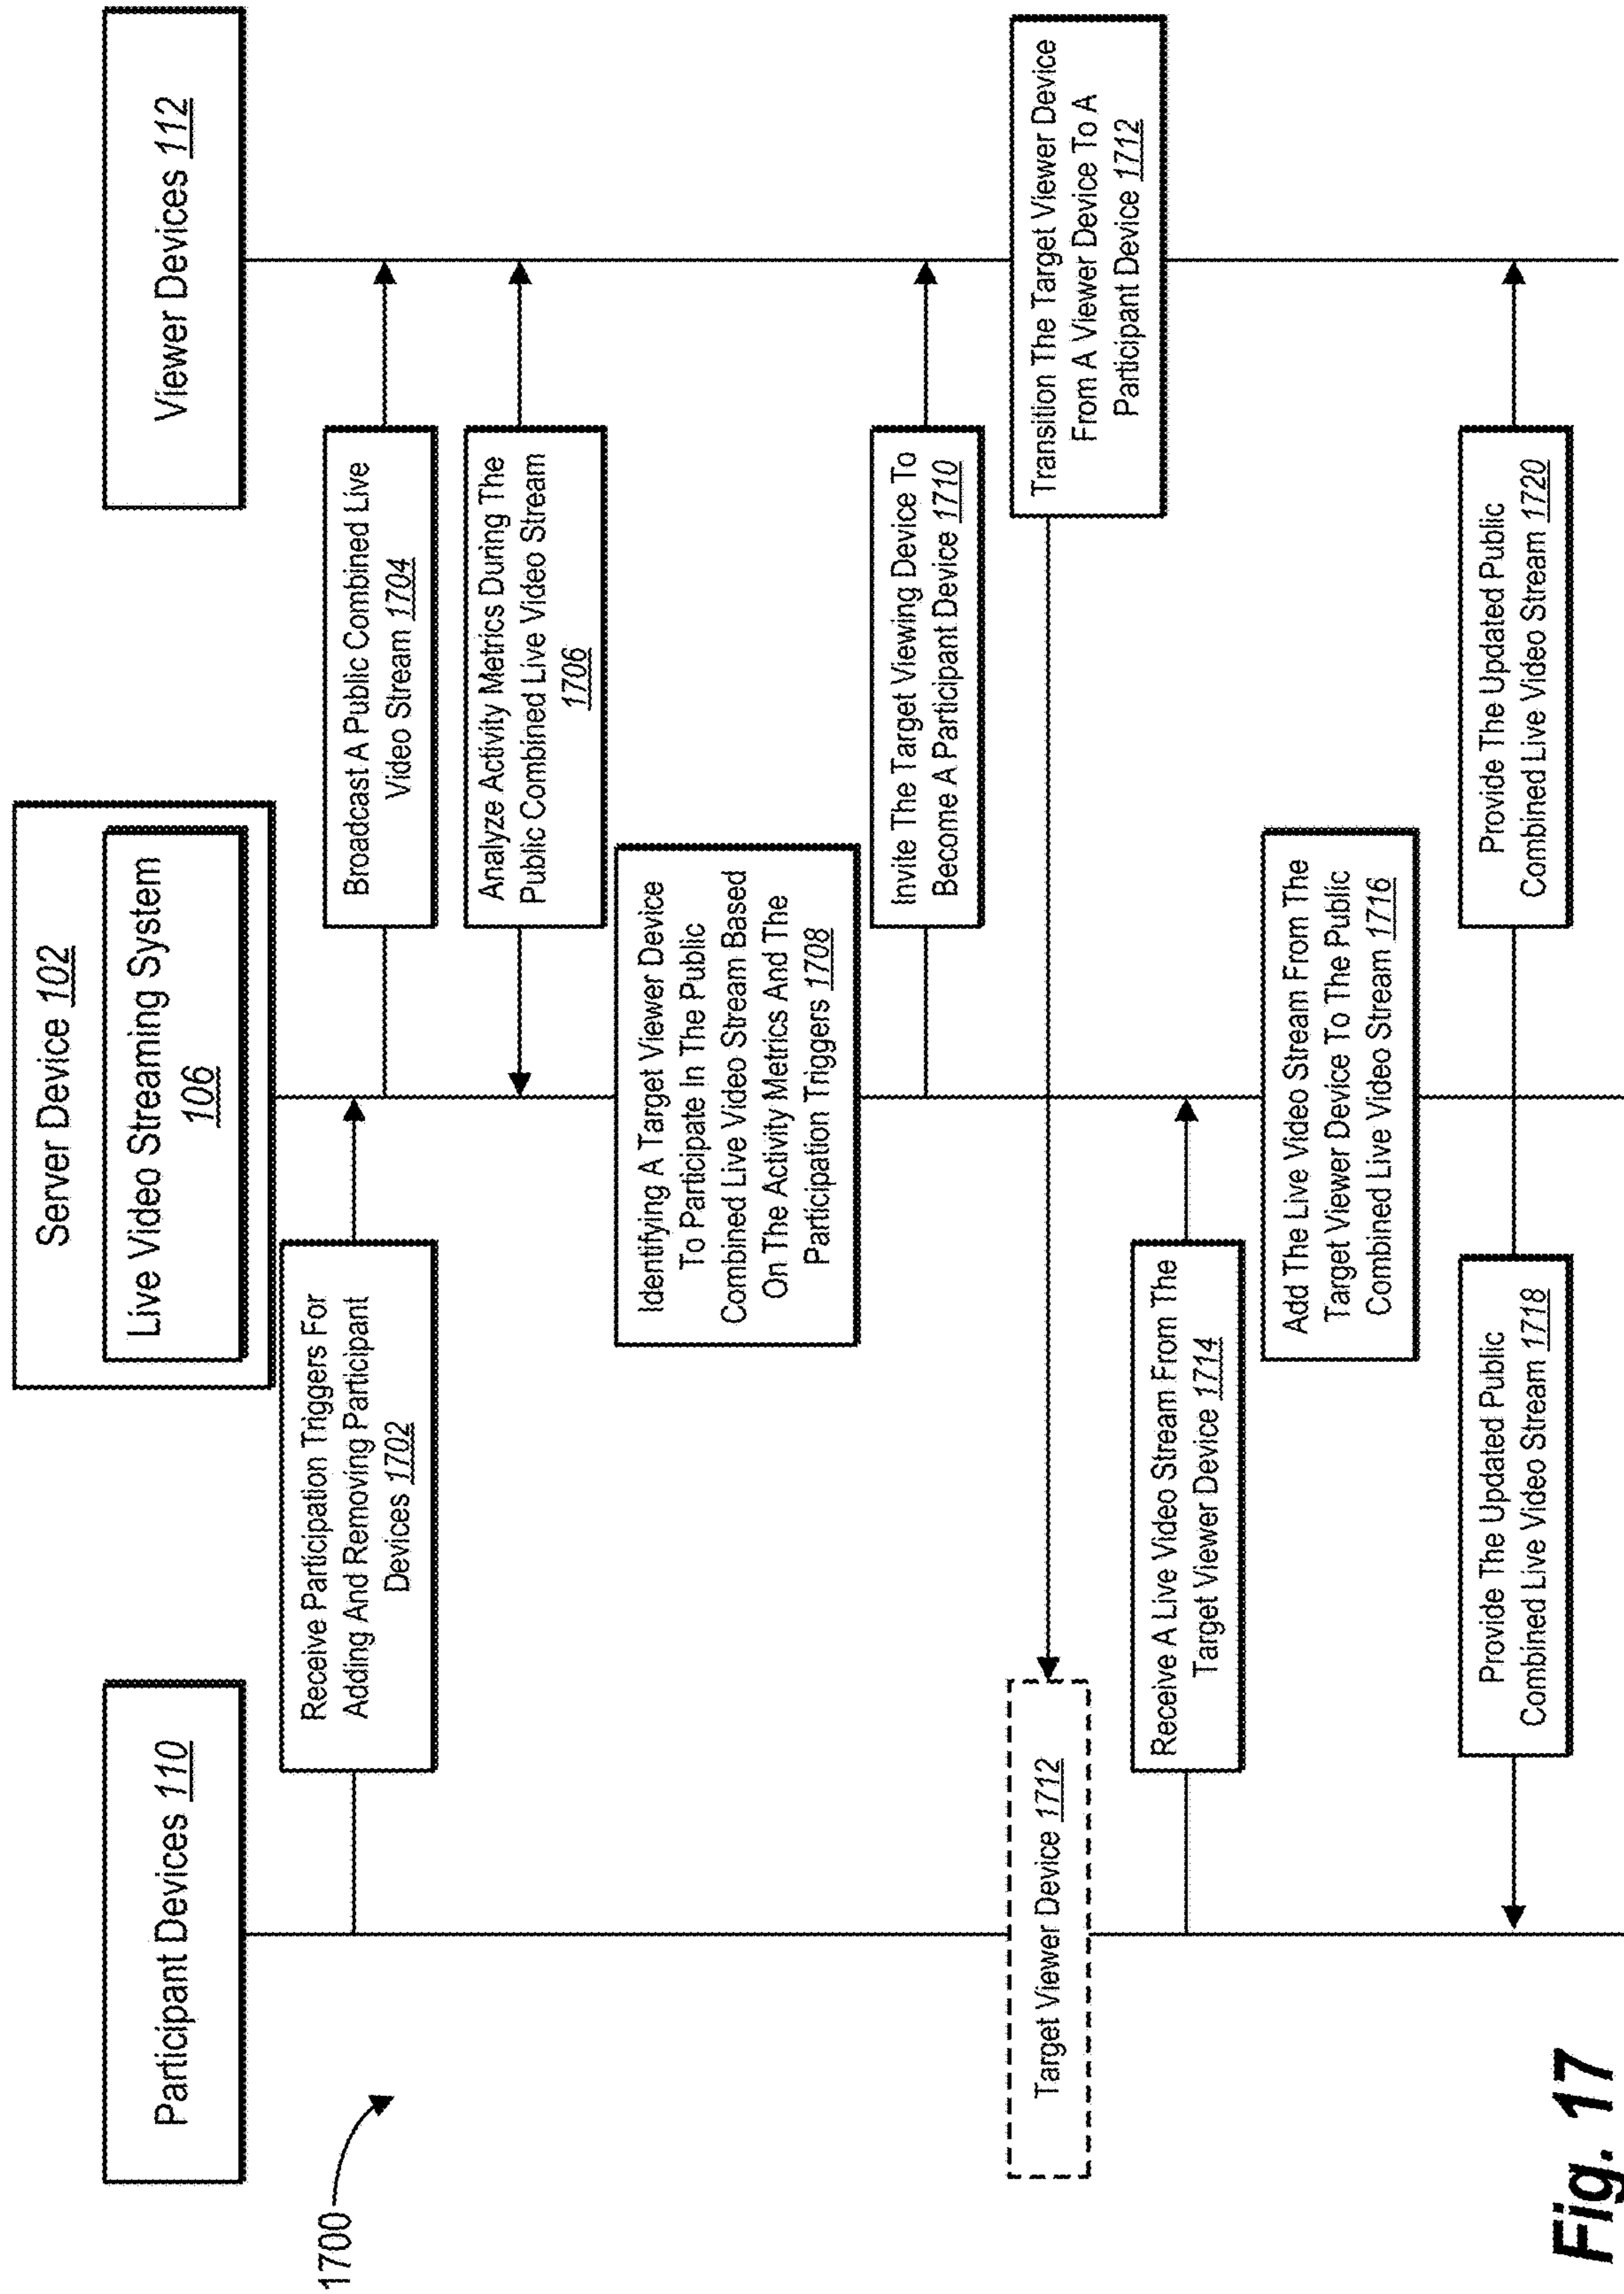 Participant Devices 110
Server Device 102
Live Video Streaming System
106
Viewer Devices 112
1700
Receive Participation Triggers For
Adding And Removing Participant
Devices 1702
Broadcast A Public Combined Live
Video Stream 1704
Analyze Activity Metrics During The
Public Combined Live Video Stream
1706
Identifying A Target Viewer Device
To Participate In The Public
Combined Live Video Stream Based
On The Activity Metrics And The
Participation Triggers 1708
Invite The Target Viewing Device To
Become A Participant Device 1710
Target Viewer Device 1712
Transition The Target Viewer Device
From A Viewer Device To A
Participant Device 1712
Receive A Live Video Stream From The
Target Viewer Device 1714
Add The Live Video Stream From The
Target Viewer Device To The Public
Combined Live Video Stream 1716
Provide The Updated Public
Combined Live Video Stream 1718
Provide The Updated Public
Combined Live Video Stream 1720
Fig. 17